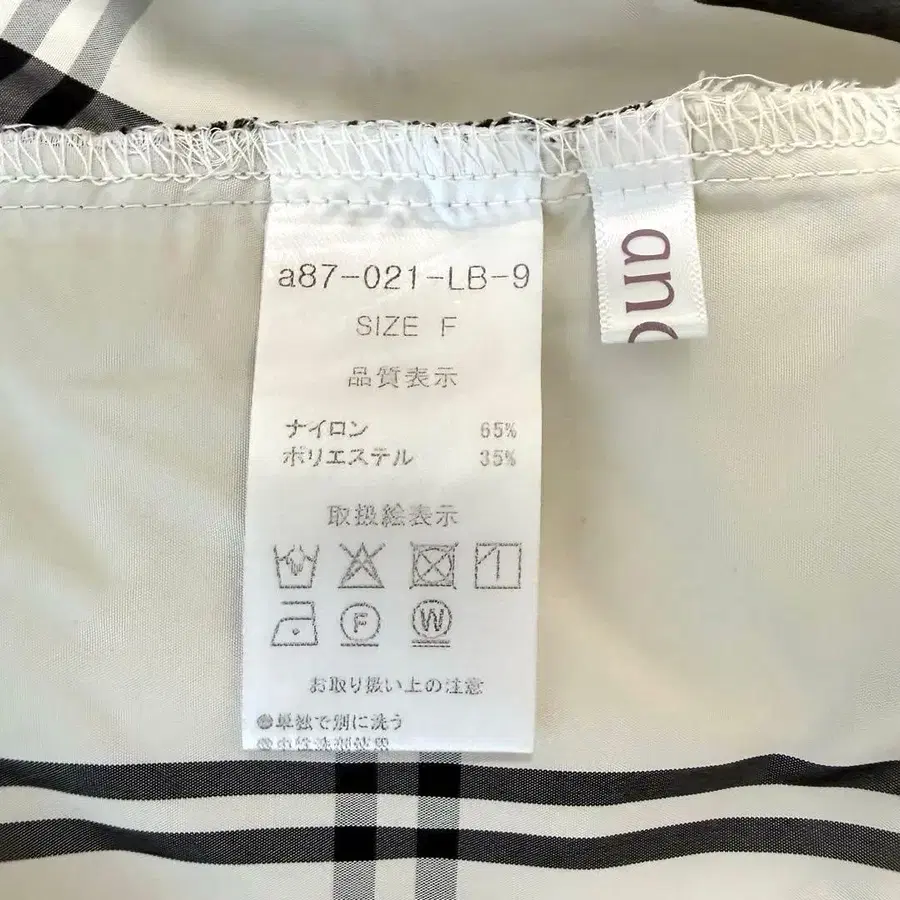 a87-021-LB-9
SIZE F
品質表示
ナイロン 65%
ポリエステル 35%
取扱絵表示
F W
お取り扱い上の注意
●単独で別に洗う
an